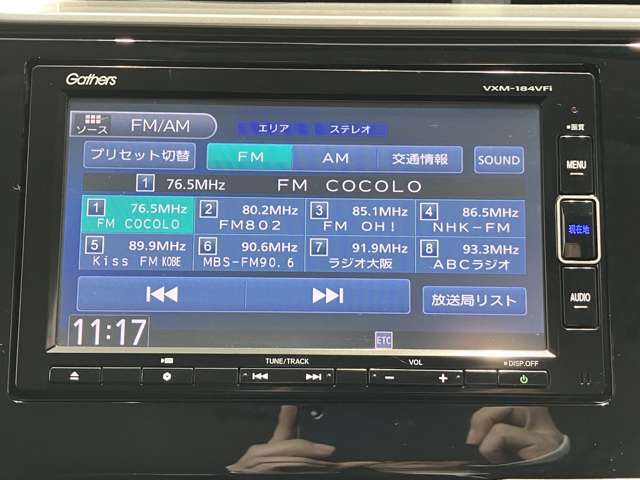 Gathers
VXM-184VFi
ソース FM/AM エリア ステレオ
プリセット切替 FM AM 交通情報 SOUND
1 76.5MHz FM COCOLO
1 76.5MHz FM COCOLO
2 80.2MHz FM802
3 85.1MHz FM OH!
4 86.5MHz NHK-FM
5 89.9MHz Kiss FM KOBE
6 90.6MHz MBS-FM90.6
7 91.9MHz ラジオ大阪
8 93.3MHz ABCラジオ
放送局リスト
11:17
ETC
画質
MENU
現在地
AUDIO
TUNE/TRACK
VOL
DISP.OFF